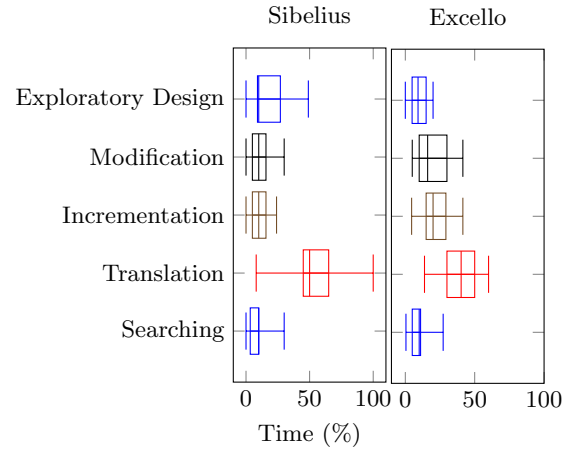 Sibelius
Excello
Exploratory Design
Modification
Incrementation
Translation
Searching
0 50 100
0 50 100
Time (%)